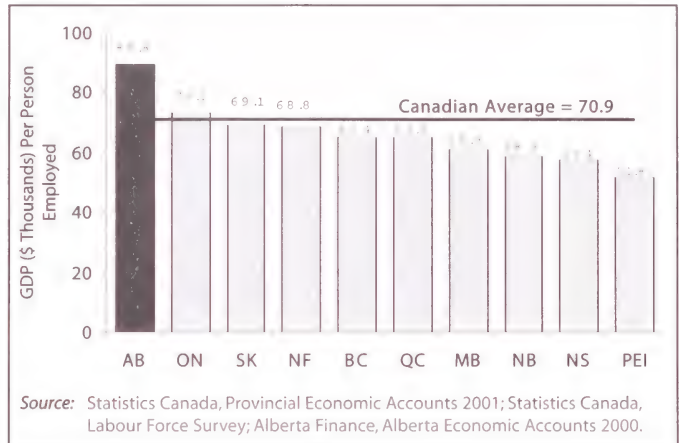 100
80
60
40
20
0
GDP ($ Thousands) Per Person
Employed
69.1 68.8
Canadian Average = 70.9
AB ON SK NF BC QC MB NB NS PEI
Source: Statistics Canada, Provincial Economic Accounts 2001; Statistics Canada,
Labour Force Survey; Alberta Finance, Alberta Economic Accounts 2000.